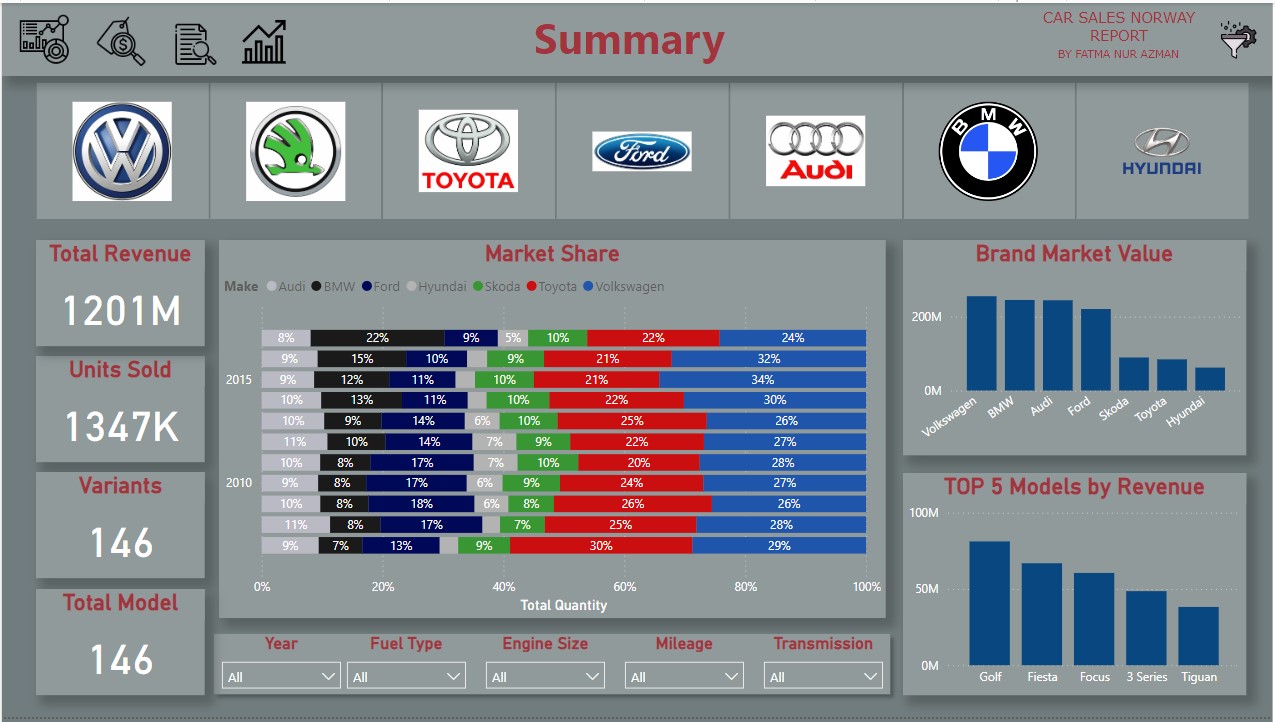 Summary
CAR SALES NORWAY
REPORT
BY FATMA NUR AZMAN
TOYOTA
Ford
Audi
BMW
HYUNDAI
Total Revenue
1201M
Units Sold
1347K
Variants
146
Total Model
146
Market Share
Make Audi BMW Ford Hyundai Skoda Toyota Volkswagen
8% 22% 9% 5% 10% 22% 24%
9% 15% 10% 9% 21% 32%
2015 9% 12% 11% 10% 21% 34%
10% 13% 11% 10% 22% 30%
10% 9% 14% 6% 10% 25% 26%
11% 10% 14% 7% 9% 22% 27%
10% 8% 17% 7% 10% 20% 28%
2010 9% 8% 17% 6% 9% 24% 27%
10% 8% 18% 6% 8% 26% 26%
11% 8% 17% 7% 25% 28%
9% 7% 13% 9% 30% 29%
0% 20% 40% 60% 80% 100%
Total Quantity
Year Fuel Type Engine Size Mileage Transmission
All All All All All
Brand Market Value
200M
0M
Volkswagen BMW Audi Ford Skoda Toyota Hyundai
TOP 5 Models by Revenue
100M
50M
0M
Golf Fiesta Focus 3 Series Tiguan